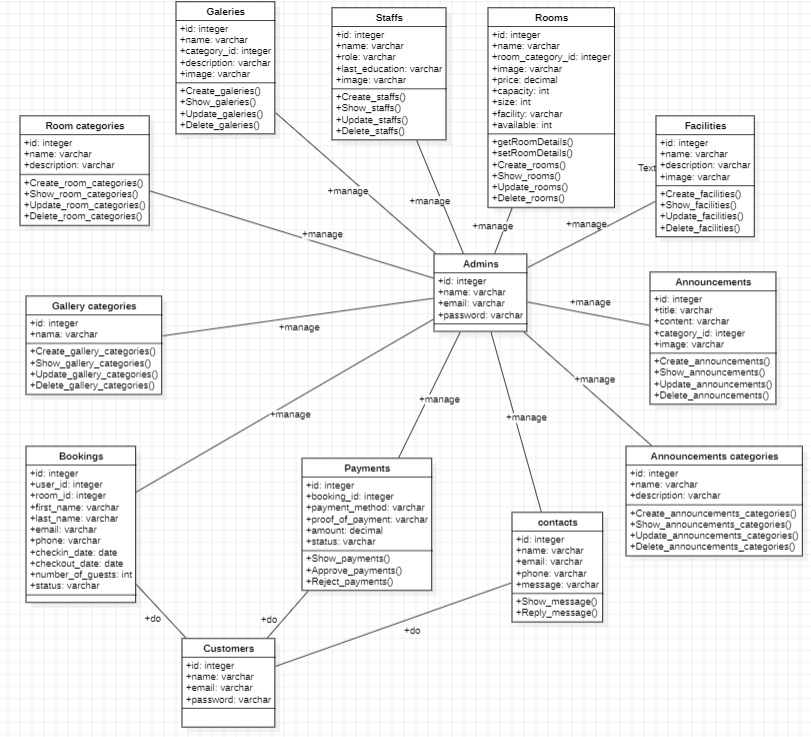 Galeries
+id: integer
+name: varchar
+category_id: integer
+description: varchar
+image: varchar
+Create_galeries()
+Show_galeries()
+Update_galeries()
+Delete_galeries()
Staffs
+id: integer
+name: varchar
+role: varchar
+last_education: varchar
+image: varchar
+Create_staffs()
+Show_staffs()
+Update_staffs()
+Delete_staffs()
Rooms
+id: integer
+name: varchar
+room_category_id: integer
+image: varchar
+price: decimal
+capacity: int
+size: int
+facility: varchar
+available: int
+getRoomDetails()
+setRoomDetails()
+Create_rooms()
+Show_rooms()
+Update_rooms()
+Delete_rooms()
Room categories
+id: integer
+name: varchar
+description: varchar
+Create_room_categories()
+Show_room_categories()
+Update_room_categories()
+Delete_room_categories()
Facilities
+id: integer
+name: varchar
+description: varchar
+image: varchar
+Create_facilities()
+Show_facilities()
+Update_facilities()
+Delete_facilities()
Text
+manage
+manage
+manage
+manage
+manage
Admins
+id: integer
+name: varchar
+email: varchar
+password: varchar
Announcements
+id: integer
+title: varchar
+content: varchar
+category_id: integer
+image: varchar
+Create_announcements()
+Show_announcements()
+Update_announcements()
+Delete_announcements()
+manage
Gallery categories
+id: integer
+nama: varchar
+Create_gallery_categories()
+Show_gallery_categories()
+Update_gallery_categories()
+Delete_gallery_categories()
+manage
+manage
+manage
+manage
+manage
Bookings
+id: integer
+user_id: integer
+room_id: integer
+first_name: varchar
+last_name: varchar
+email: varchar
+phone: varchar
+checkin_date: date
+checkout_date: date
+number_of_guests: int
+status: varchar
Payments
+id: integer
+booking_id: integer
+payment_method: varchar
+proof_of_payment: varchar
+amount: decimal
+status: varchar
+Show_payments()
+Approve_payments()
+Reject_payments()
Announcements categories
+id: integer
+name: varchar
+description: varchar
+Create_announcements_categories()
+Show_announcements_categories()
+Update_announcements_categories()
+Delete_announcements_categories()
contacts
+id: integer
+name: varchar
+email: varchar
+phone: varchar
+message: varchar
+Show_message()
+Reply_message()
+do
+do
+do
Customers
+id: integer
+name: varchar
+email: varchar
+password: varchar